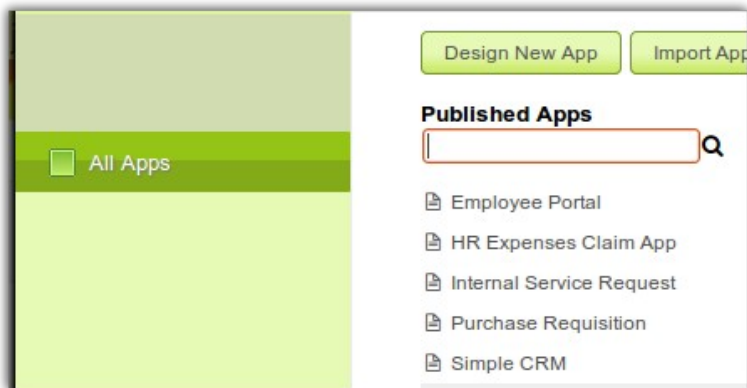 Design New App
Import App
Published Apps
All Apps
Employee Portal
HR Expenses Claim App
Internal Service Request
Purchase Requisition
Simple CRM